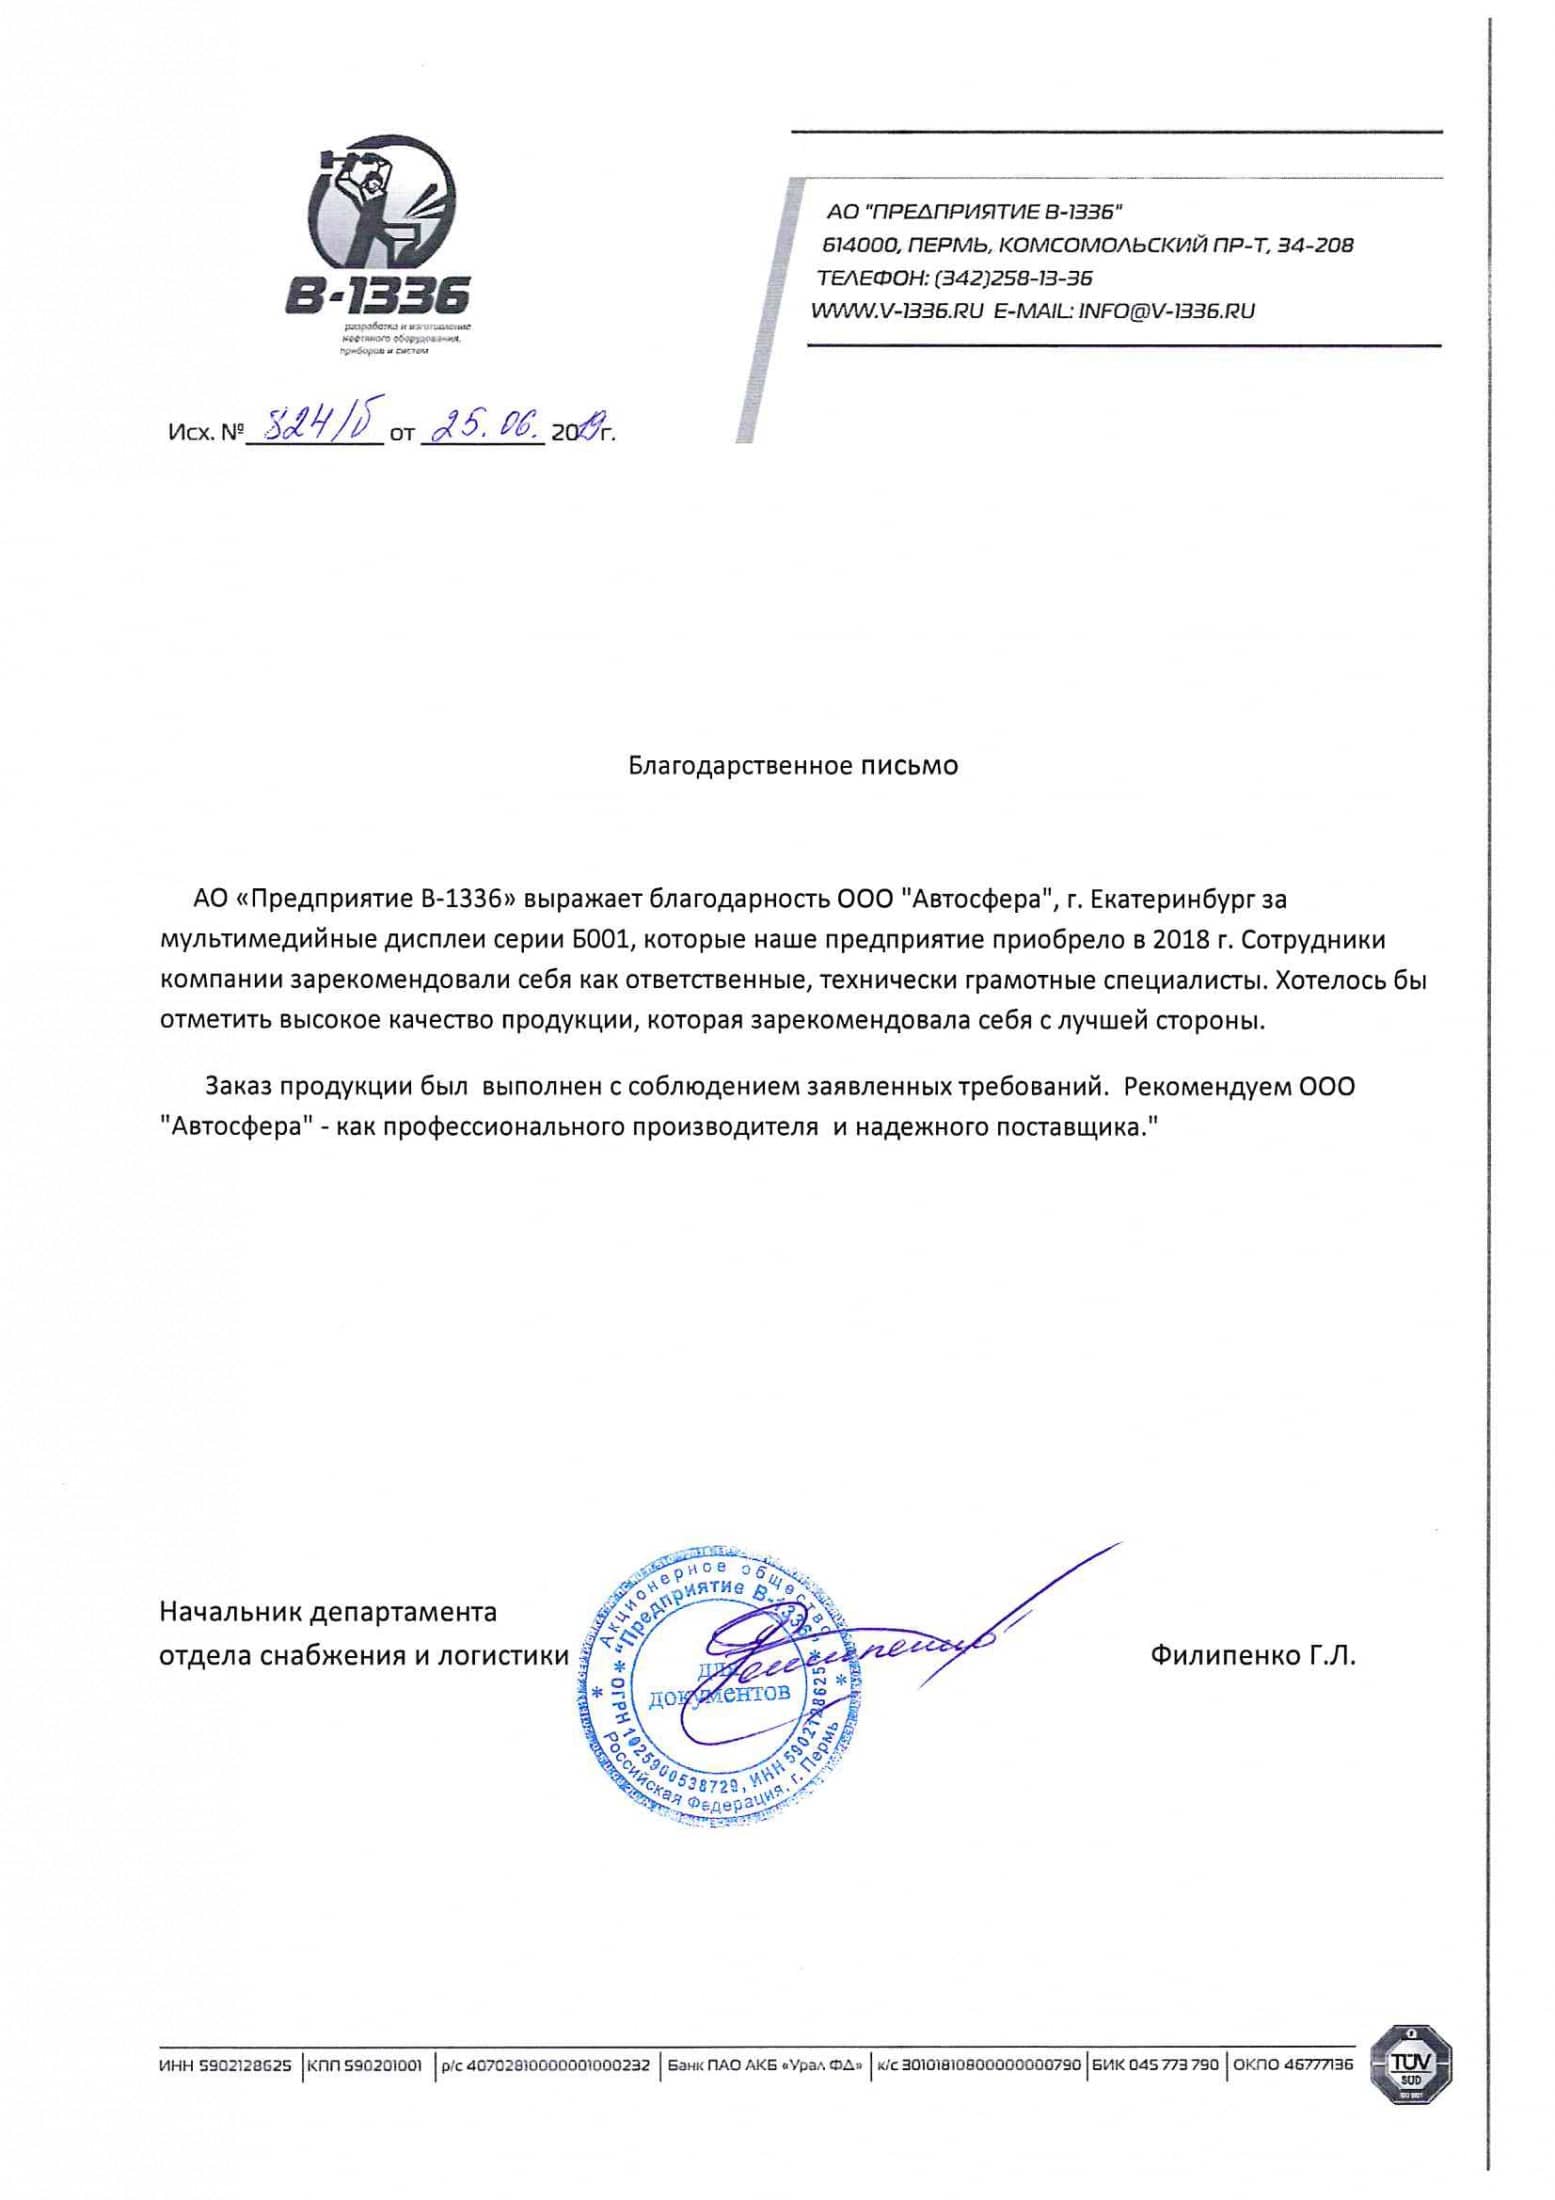 В-1336
разработка и изготовление
нефтяного оборудования,
приборов и систем
АО "ПРЕДПРИЯТИЕ В-1336"
614000, ПЕРМЬ, КОМСОМОЛЬСКИЙ ПР-Т, 34-208
ТЕЛЕФОН: (342)258-13-36
WWW.V-1336.RU E-MAIL: INFO@V-1336.RU
Исх. № 824/Б от 25.06. 2019г.
Благодарственное письмо
АО «Предприятие В-1336» выражает благодарность ООО "Автосфера", г. Екатеринбург за
мультимедийные дисплеи серии Б001, которые наше предприятие приобрело в 2018 г. Сотрудники
компании зарекомендовали себя как ответственные, технически грамотные специалисты. Хотелось бы
отметить высокое качество продукции, которая зарекомендовала себя с лучшей стороны.
Заказ продукции был выполнен с соблюдением заявленных требований. Рекомендуем ООО
"Автосфера" - как профессионального производителя и надежного поставщика."
Начальник департамента
отдела снабжения и логистики
Филипенко Г.Л.
Акционерное общество
"Предприятие В-1336"
для
документов
ОГРН 1025900538729, ИНН 5902128625
Российская Федерация, г. Пермь
ИНН 5902128625 КПП 590201001 р/с 40702810000001000232 Банк ПАО АКБ «Урал ФД» к/с 30101810800000000790 БИК 045 773 790 ОКПО 46777136
TÜV
SÜD